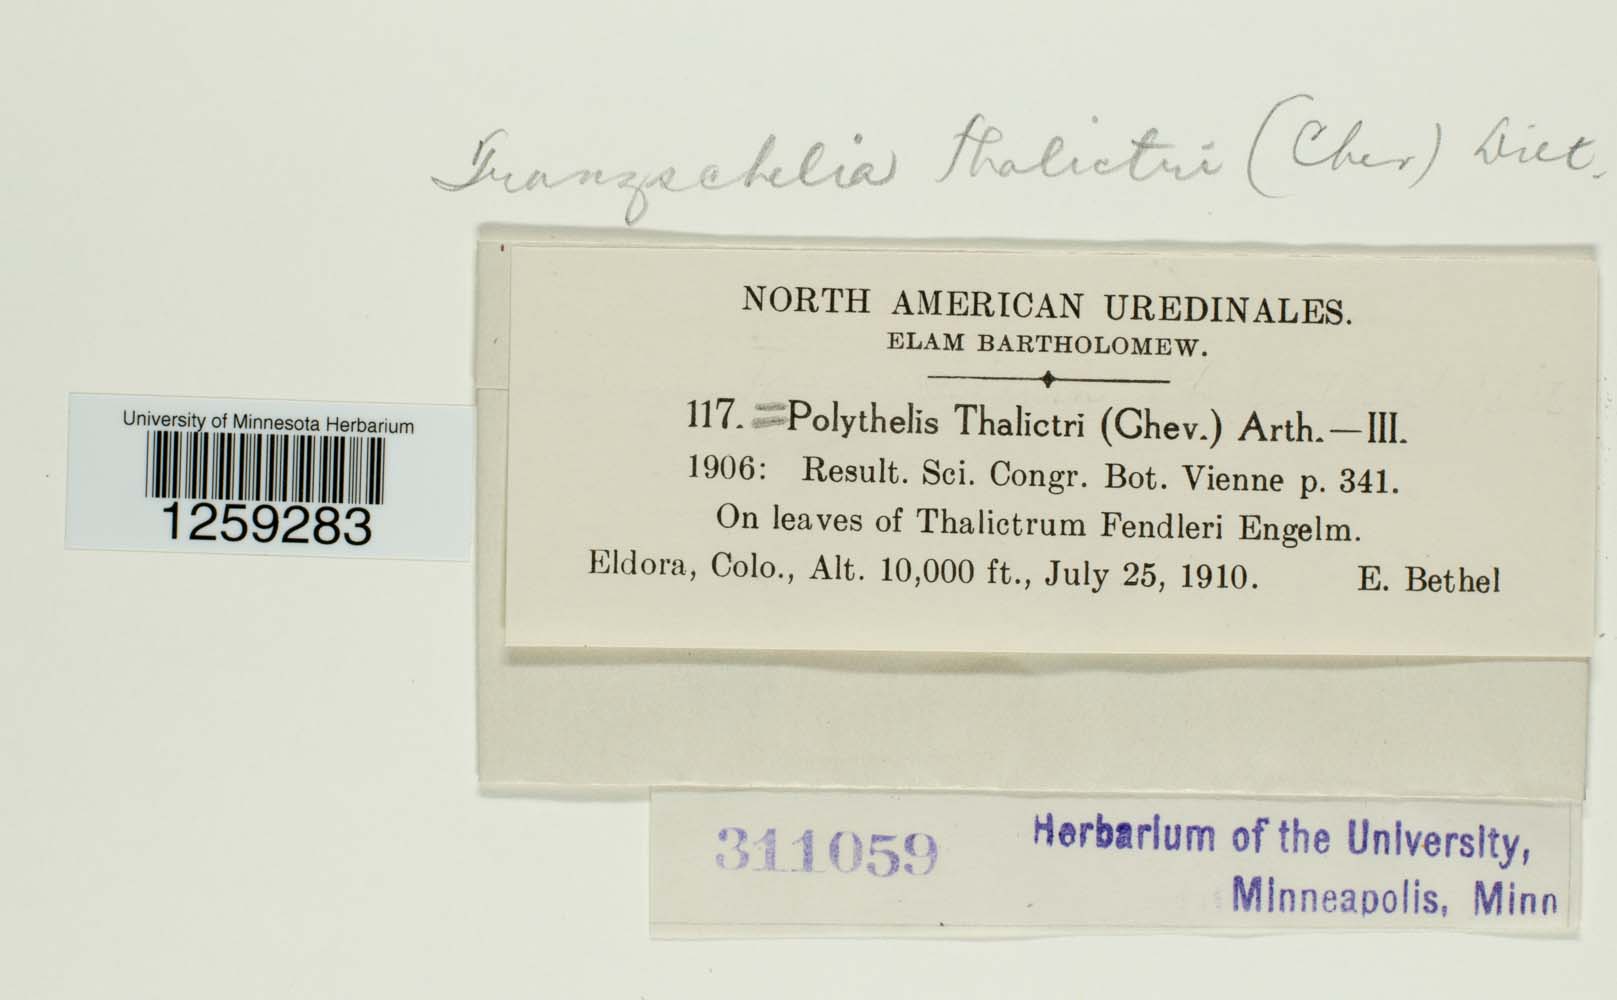 Tranzschelia thalictri (Chev) Diet.
NORTH AMERICAN UREDINALES.
ELAM BARTHOLOMEW.
117. =Polythelis Thalictri (Chev.) Arth.—III.
1906: Result. Sci. Congr. Bot. Vienne p. 341.
On leaves of Thalictrum Fendleri Engelm.
Eldora, Colo., Alt. 10,000 ft., July 25, 1910. E. Bethel
University of Minnesota Herbarium
1259283
311059
Herbarium of the University,
Minneapolis, Minn